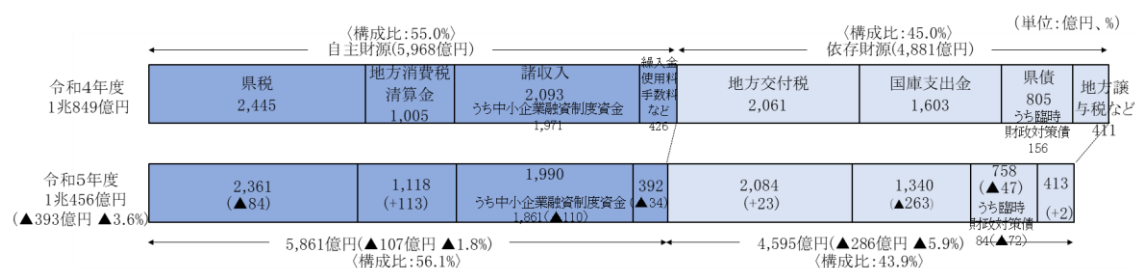 (単位:億円、%)
〈構成比:55.0%〉
自主財源(5,968億円)
〈構成比:45.0%〉
依存財源(4,881億円)
令和4年度
1兆849億円
県税
2,445
地方消費税
清算金
1,005
諸収入
2,093
うち中小企業融資制度資金
1,971
繰入金
使用料
手数料
など
426
地方交付税
2,061
国庫支出金
1,603
県債
805
うち臨時
財政対策債
156
地方譲
与税など
411
令和5年度
1兆456億円
(▲393億円 ▲3.6%)
2,361
(▲84)
1,118
(+113)
1,990
うち中小企業融資制度資金
1,861(▲110)
392
(▲34)
2,084
(+23)
1,340
(▲263)
758
(▲47)
うち臨時
財政対策債
84(▲72)
413
(+2)
5,861億円(▲107億円 ▲1.8%)
〈構成比:56.1%〉
4,595億円(▲286億円 ▲5.9%)
〈構成比:43.9%〉